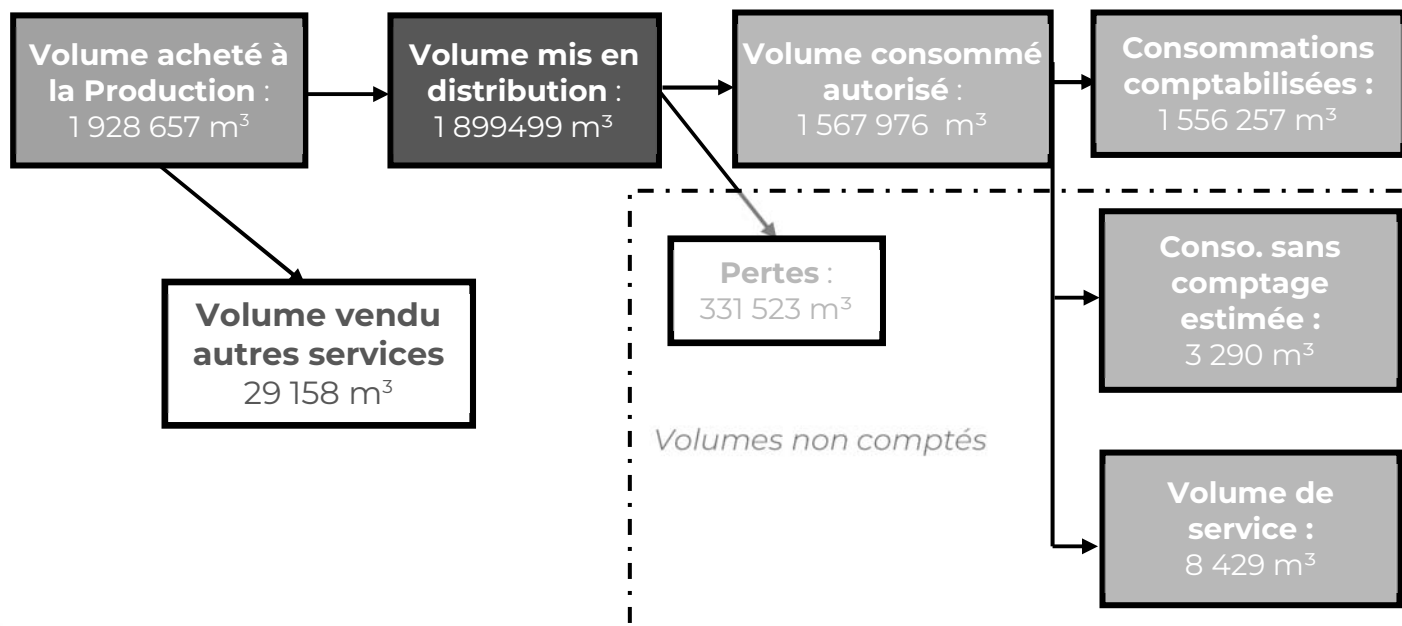 Volume acheté à
la Production :
1 928 657 m³
Volume mis en
distribution :
1 899499 m³
Volume consommé
autorisé :
1 567 976 m³
Consommations
comptabilisées :
1 556 257 m³
Volume vendu
autres services
29 158 m³
Pertes :
331 523 m³
Conso. sans
comptage
estimée :
3 290 m³
Volumes non comptés
Volume de
service :
8 429 m³